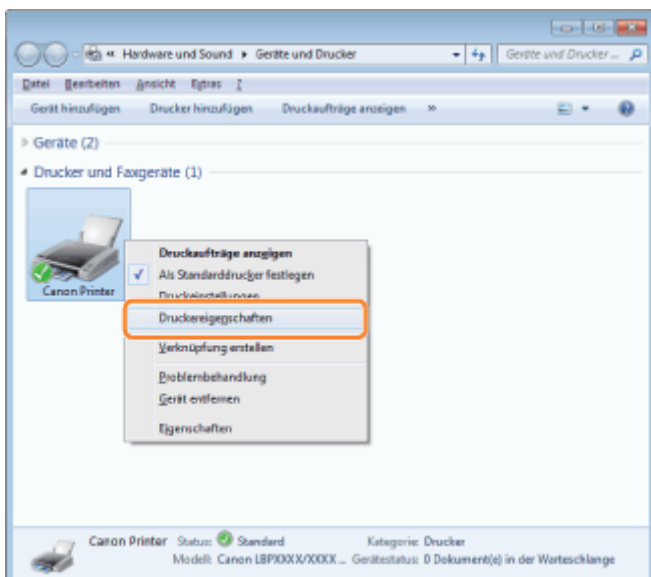 « Hardware und Sound ▸ Geräte und Drucker
Geräte und Drucker ...
Datei Bearbeiten Ansicht Extras ?
Gerät hinzufügen Drucker hinzufügen Druckaufträge anzeigen »
Geräte (2)
Drucker und Faxgeräte (1)
Canon Printer
Druckaufträge anzeigen
Als Standarddrucker festlegen
Druckeinstellungen
Druckereigenschaften
Verknüpfung erstellen
Problembehandlung
Gerät entfernen
Eigenschaften
Canon Printer Status: Standard Kategorie: Drucker
Modell: Canon LBPXXXX/XXXX ... Gerätestatus: 0 Dokument(e) in der Warteschlange